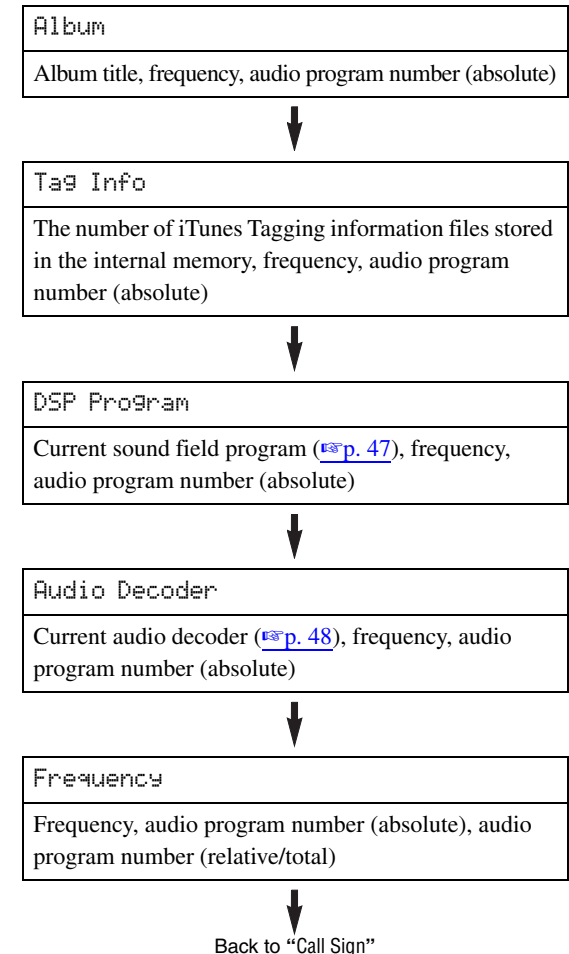 Album
Album title, frequency, audio program number (absolute)
Tag Info
The number of iTunes Tagging information files stored
in the internal memory, frequency, audio program
number (absolute)
DSP Program
Current sound field program (☞p. 47), frequency,
audio program number (absolute)
Audio Decoder
Current audio decoder (☞p. 48), frequency, audio
program number (absolute)
Frequency
Frequency, audio program number (absolute), audio
program number (relative/total)
Back to “Call Sign”